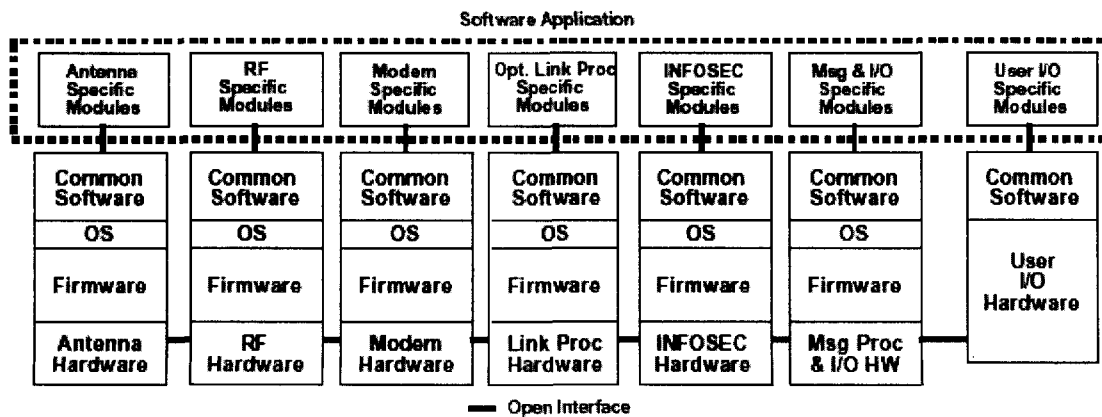 Software Application
Antenna
Specific
Modules
RF
Specific
Modules
Modem
Specific
Modules
Opt. Link Proc
Specific
Modules
INFOSEC
Specific
Modules
Msg & I/O
Specific
Modules
User I/O
Specific
Modules
Common
Software
OS
Firmware
Antenna
Hardware
Common
Software
OS
Firmware
RF
Hardware
Common
Software
OS
Firmware
Modem
Hardware
Common
Software
OS
Firmware
Link Proc
Hardware
Common
Software
OS
Firmware
INFOSEC
Hardware
Common
Software
OS
Firmware
Msg Proc
& I/O HW
Common
Software
User
I/O
Hardware
Open Interface